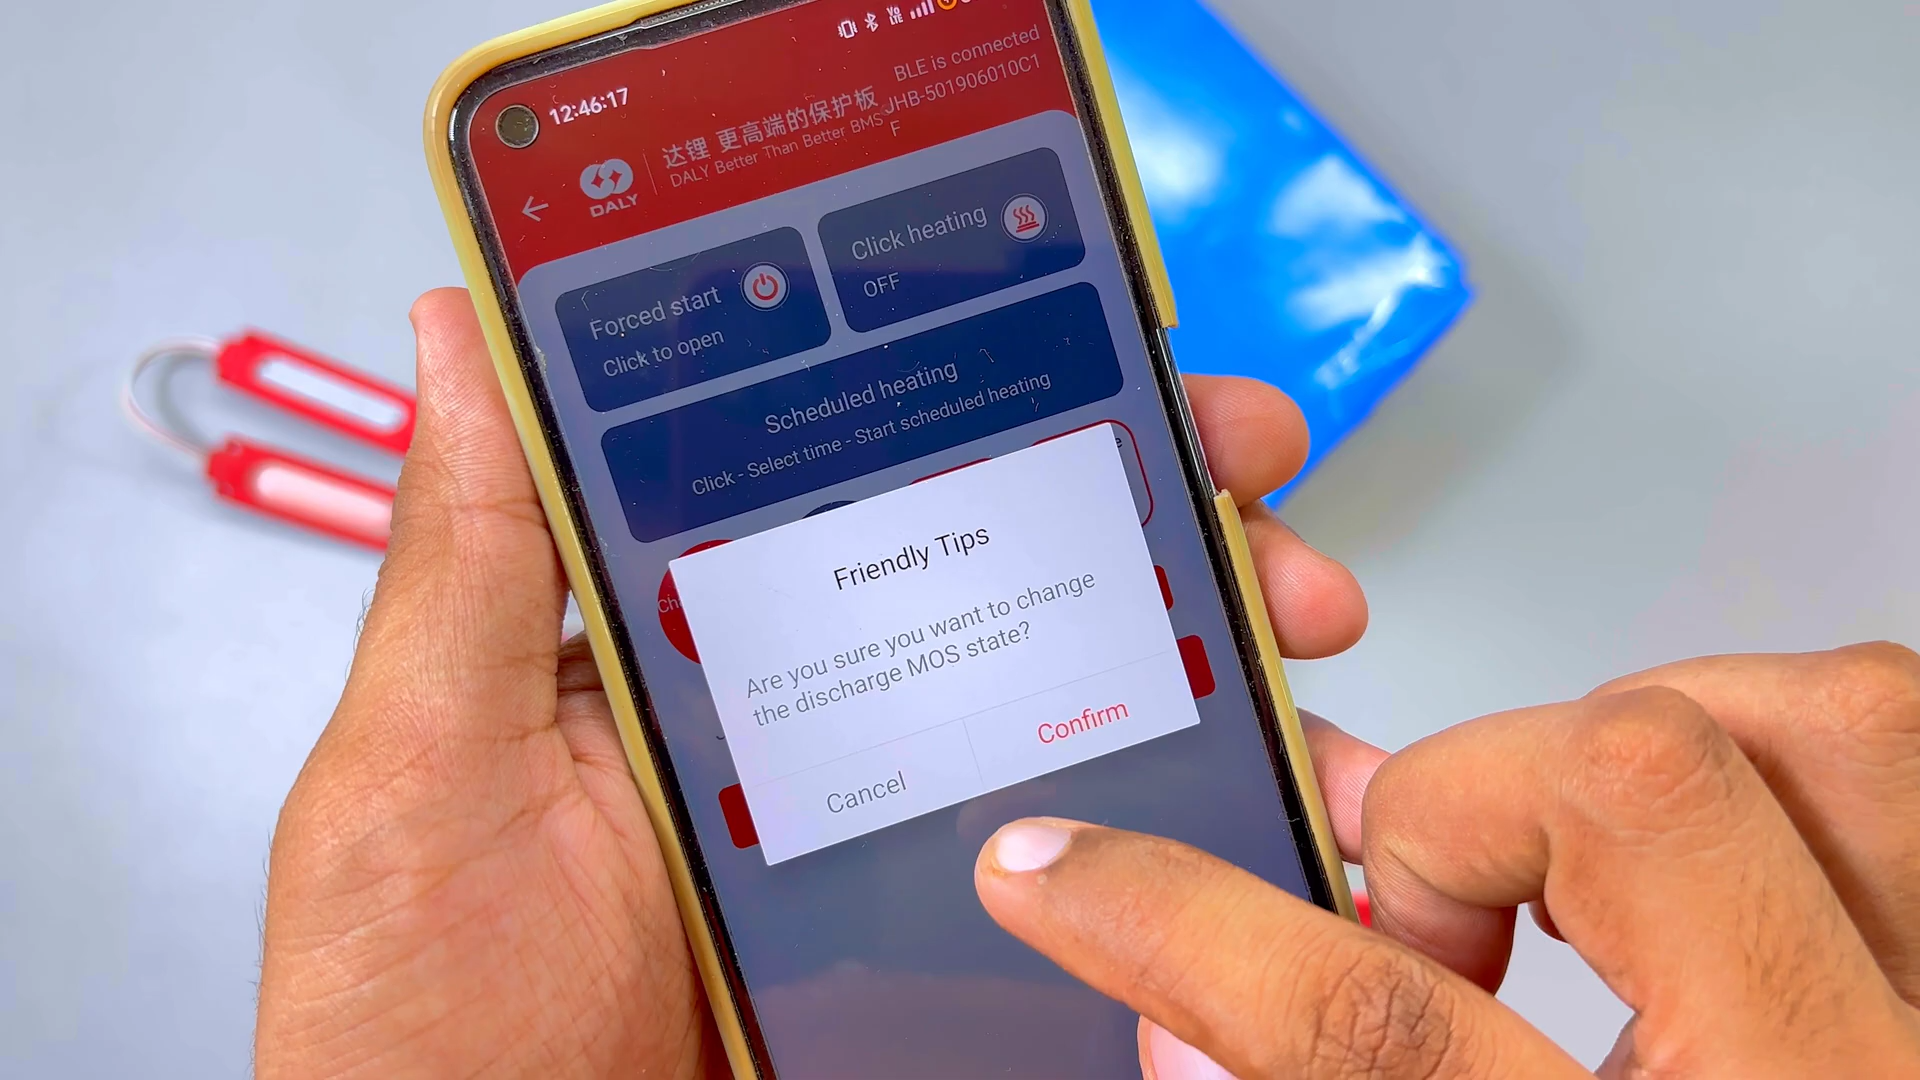 12:46:17
BLE is connected
JHB-501906010C1
F
达锂 更高端的保护板
DALY Better Than Better BMS
DALY
Forced start
Click to open
Click heating
OFF
Scheduled heating
Click - Select time - Start scheduled heating
Friendly Tips
Are you sure you want to change
the discharge MOS state?
Cancel
Confirm